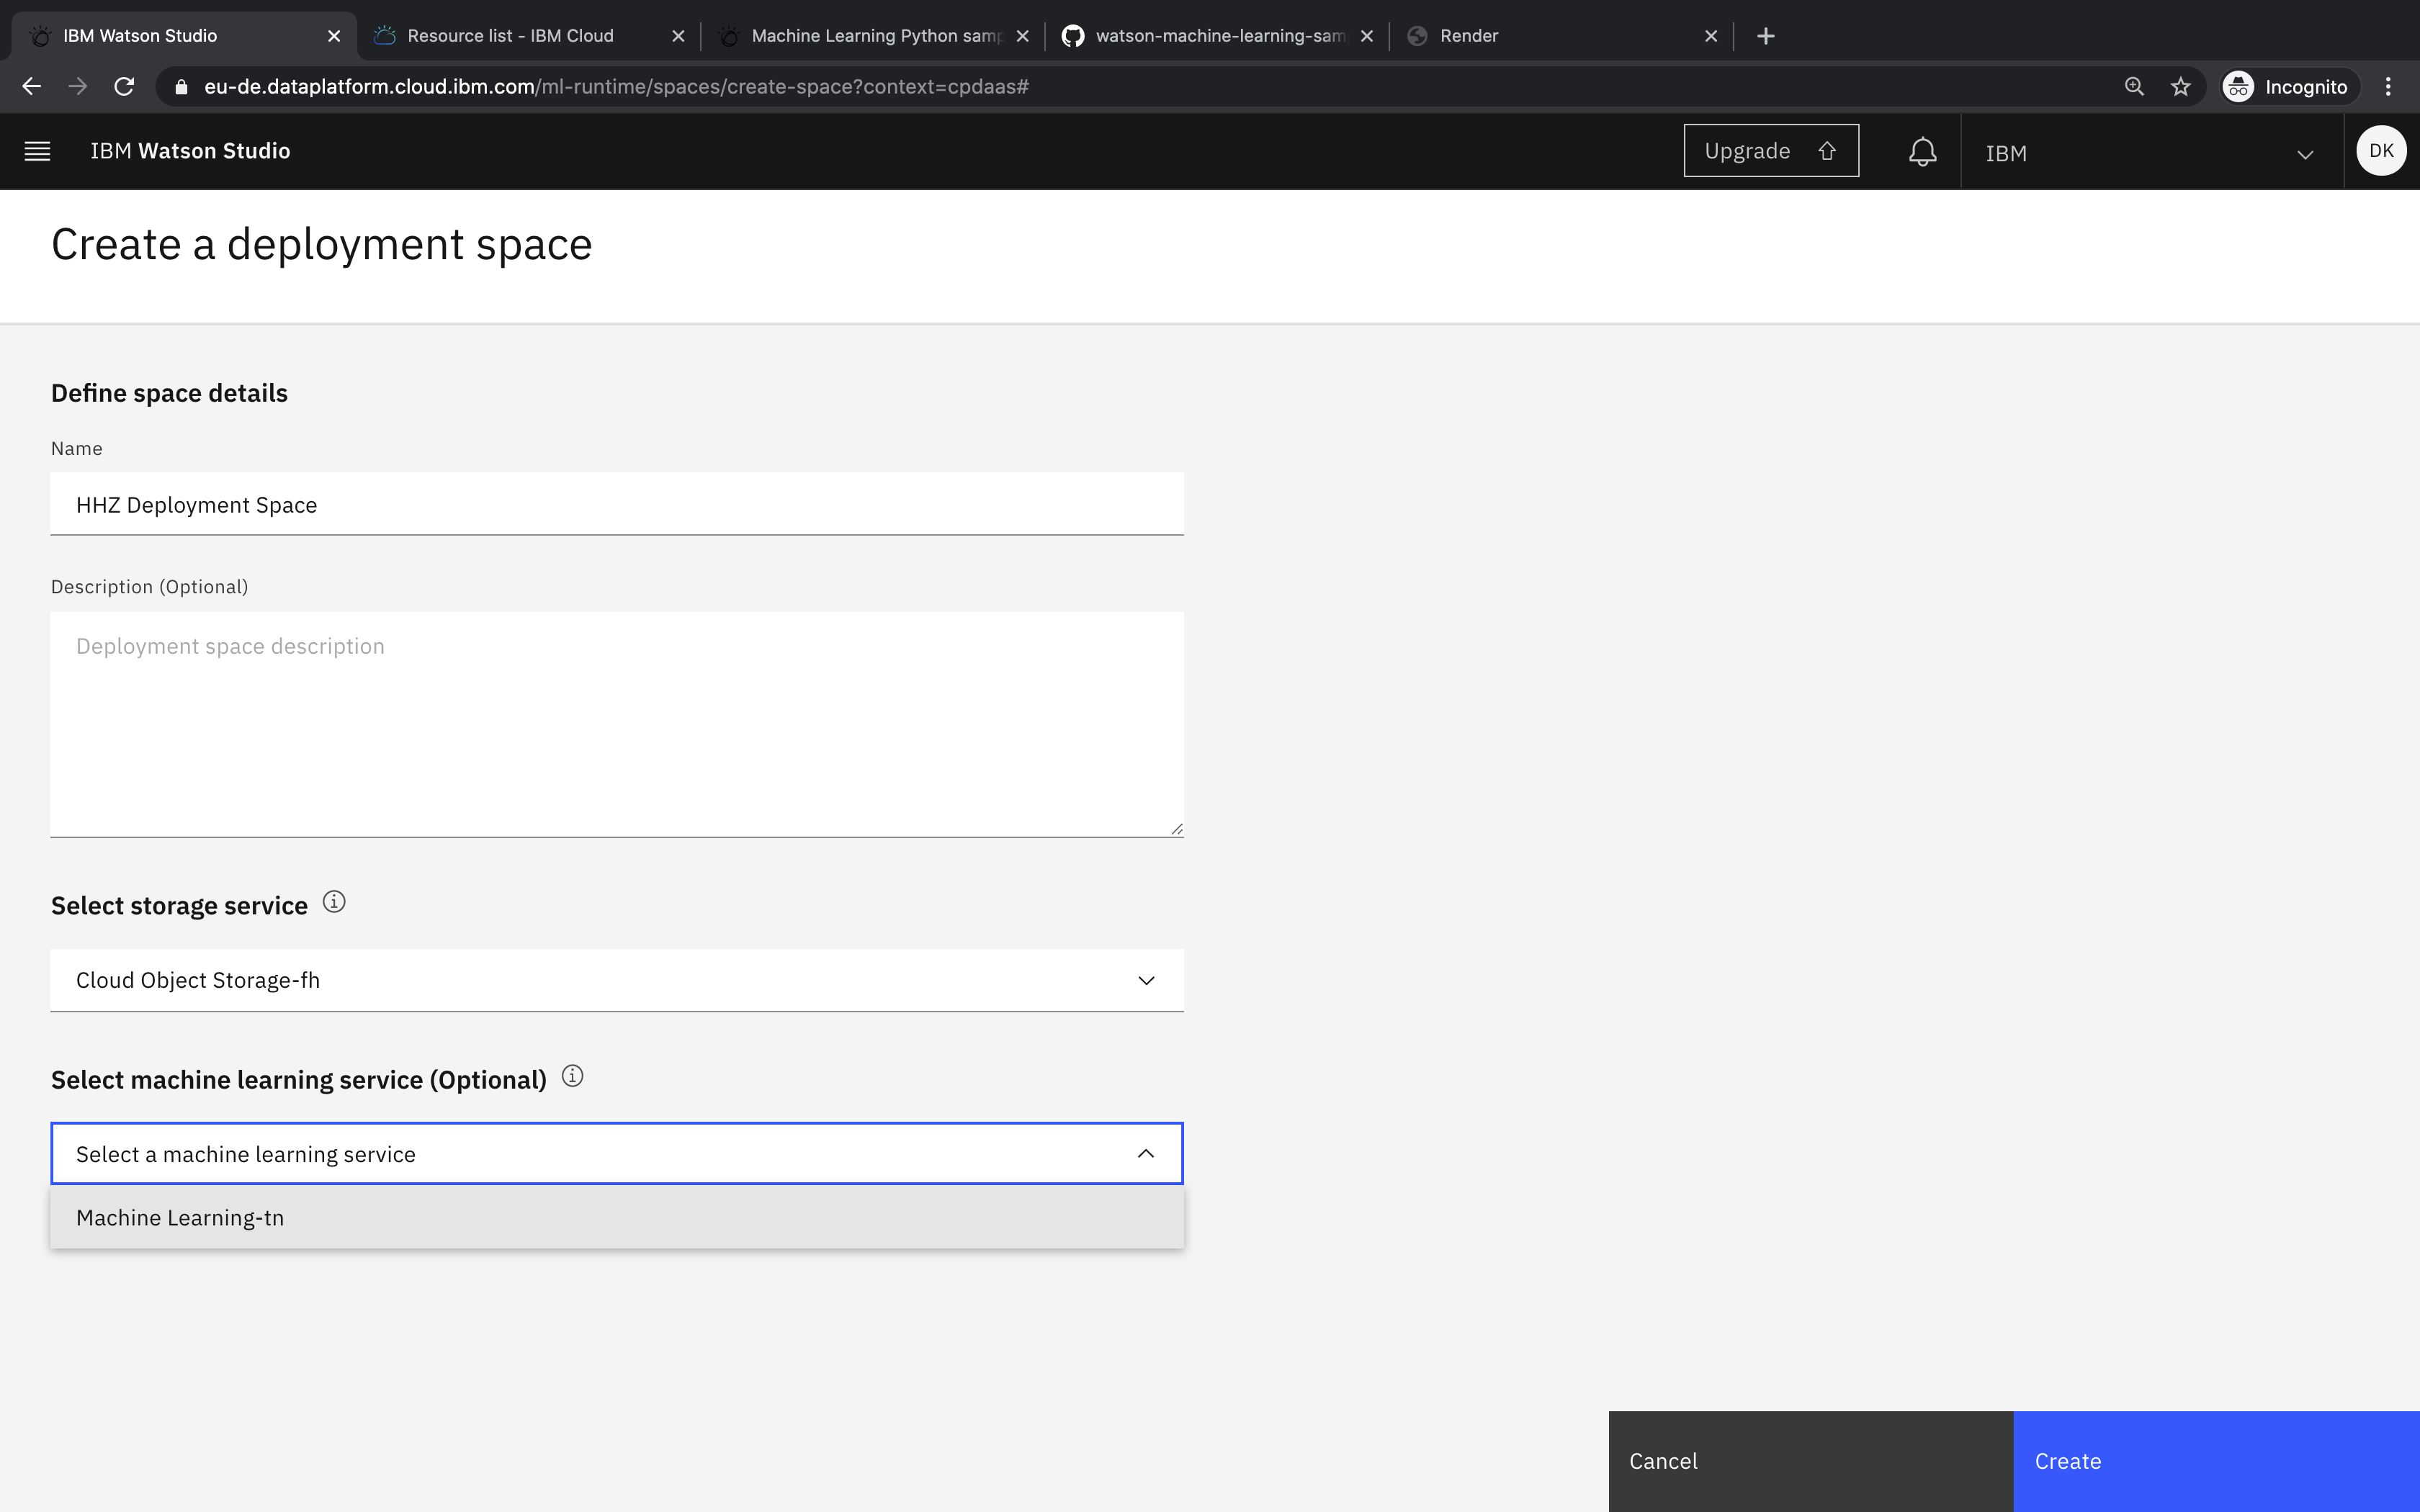 IBM Watson Studio
Resource list - IBM Cloud
Machine Learning Python samp
watson-machine-learning-sam
Render
eu-de.dataplatform.cloud.ibm.com/ml-runtime/spaces/create-space?context=cpdaas#
Incognito
IBM Watson Studio
Upgrade
IBM
DK
Create a deployment space
Define space details
Name
HHZ Deployment Space
Description (Optional)
Deployment space description
Select storage service
Cloud Object Storage-fh
Select machine learning service (Optional)
Select a machine learning service
Machine Learning-tn
Cancel
Create